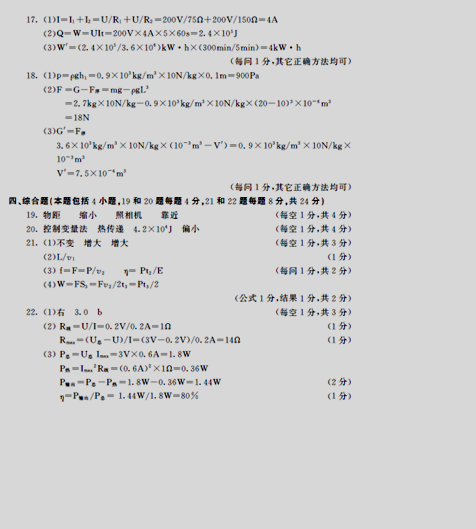 17. (1)I=I₁+I₂=U/R₁+U/R₂=200V/75Ω+200V/150Ω=4A
(2)Q=W=UIt=200V×4A×5×60s=2.4×10⁵J
(3)W′=(2.4×10⁵/3.6×10⁶)kW·h×(300min/5min)=4kW·h
(每问1分,其它正确方法均可)
18. (1)p=ρgh₁=0.9×10³kg/m³×10N/kg×0.1m=900Pa
(2)F=G-F浮=mg-ρgL³
=2.7kg×10N/kg-0.9×10³kg/m³×10N/kg×(20-10)³×10⁻⁶m³
=18N
(3)G′=F浮
3.6×10³kg/m³×10N/kg×(10⁻³m³-V′)=0.9×10³kg/m³×10N/kg×
10⁻³m³
V′=7.5×10⁻⁴m³
(每问1分,其它正确方法均可)
四、综合题(本题包括4小题,19和20题每题4分,21和22题每题8分,共24分)
19. 物距 缩小 照相机 靠近 (每空1分,共4分)
20. 控制变量法 热传递 4.2×10⁴J 偏小 (每空1分,共4分)
21. (1)不变 增大 增大 (每空1分,共3分)
(2)L/v₁ (1分)
(3)f=F=P/v₂ η=Pt₂/E (每问1分,共2分)
(4)W=FS₃=Fv₂/2t₃=Pt₃/2
(公式1分,结果1分,共2分)
22. (1)右 3.0 b (每空1分,共3分)
(2)R机=U/I=0.2V/0.2A=1Ω (1分)
Rmax=(U总-U)/I=(3V-0.2V)/0.2A=14Ω (1分)
(3)P总=U总Imax=3V×0.6A=1.8W
P热=Imax²R机=(0.6A)²×1Ω=0.36W
P输出=P总-P热=1.8W-0.36W=1.44W (2分)
η=P输出/P总=1.44W/1.8W=80% (1分)